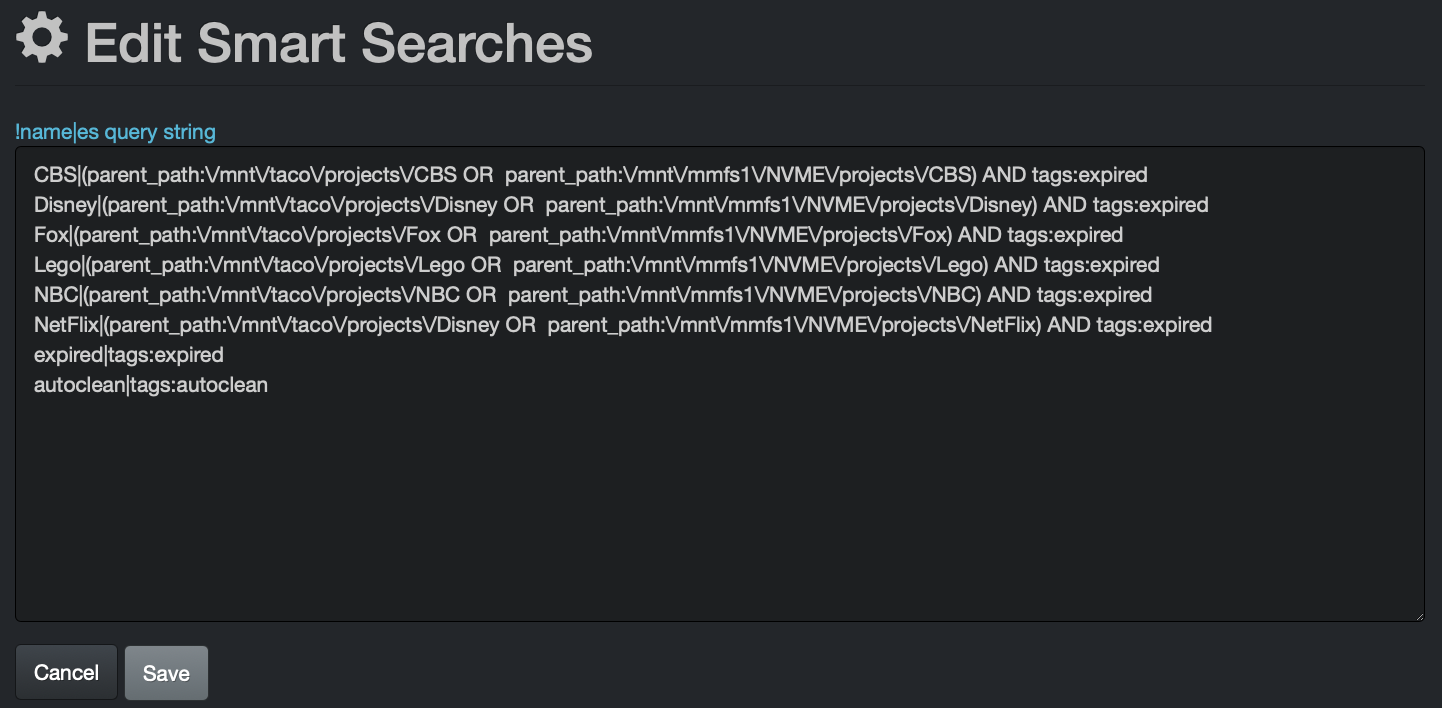 Edit Smart Searches
!name|es query string
CBS|(parent_path:\/mnt\/taco\/projects\/CBS OR  parent_path:\/mnt\/mmfs1\/NVME\/projects\/CBS) AND tags:expired
Disney|(parent_path:\/mnt\/taco\/projects\/Disney OR  parent_path:\/mnt\/mmfs1\/NVME\/projects\/Disney) AND tags:expired
Fox|(parent_path:\/mnt\/taco\/projects\/Fox OR  parent_path:\/mnt\/mmfs1\/NVME\/projects\/Fox) AND tags:expired
Lego|(parent_path:\/mnt\/taco\/projects\/Lego OR  parent_path:\/mnt\/mmfs1\/NVME\/projects\/Lego) AND tags:expired
NBC|(parent_path:\/mnt\/taco\/projects\/NBC OR  parent_path:\/mnt\/mmfs1\/NVME\/projects\/NBC) AND tags:expired
NetFlix|(parent_path:\/mnt\/taco\/projects\/Disney OR  parent_path:\/mnt\/mmfs1\/NVME\/projects\/NetFlix) AND tags:expired
expired|tags:expired
autoclean|tags:autoclean
Cancel Save